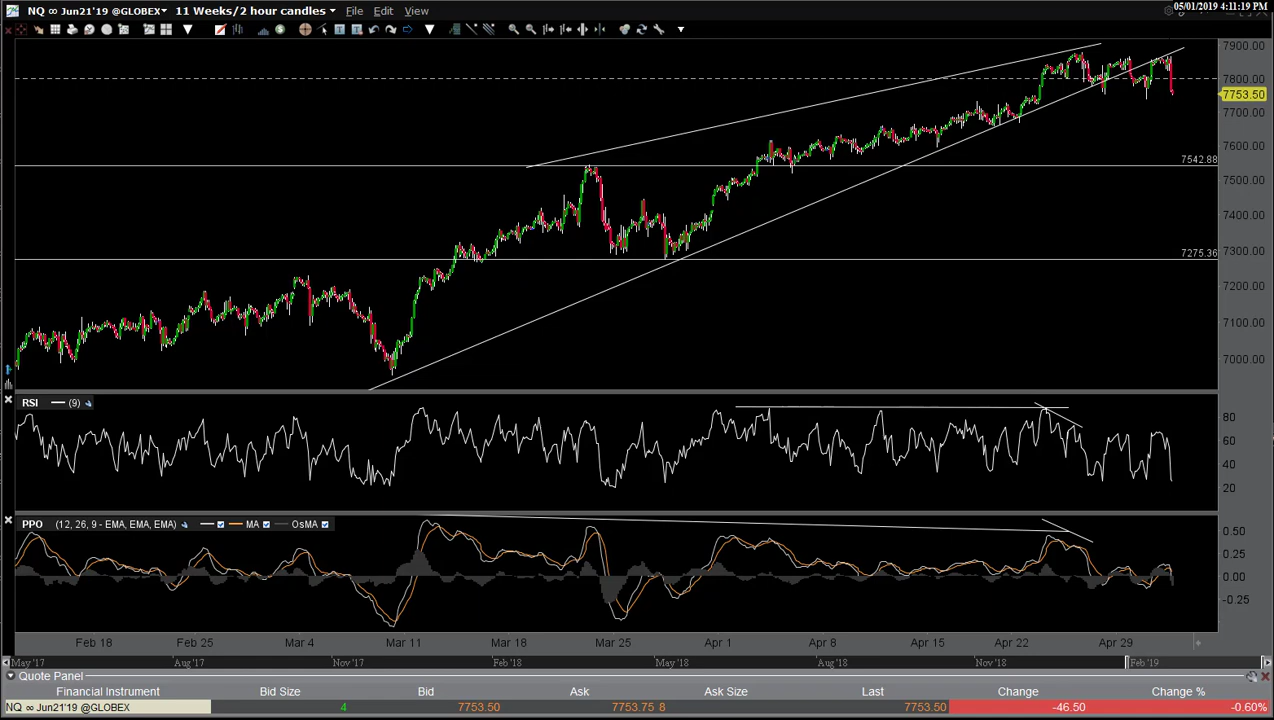 NQ ∞ Jun21'19 @GLOBEX 11 Weeks/2 hour candles File Edit View
05/01/2019 4:11:19 PM
7900.00
7800.00
7753.50
7700.00
7600.00
7542.88
7500.00
7400.00
7300.00
7275.36
7200.00
7100.00
7000.00
RSI (9)
80
60
40
20
PPO (12, 26, 9 - EMA, EMA, EMA) MA OsMA
0.50
0.25
0.00
-0.25
Feb 18 Feb 25 Mar 4 Mar 11 Mar 18 Mar 25 Apr 1 Apr 8 Apr 15 Apr 22 Apr 29
May '17 Aug '17 Nov '17 Feb '18 May '18 Aug '18 Nov '18 Feb '19
Quote Panel
Financial Instrument Bid Size Bid Ask Ask Size Last Change Change %
NQ ∞ Jun21'19 @GLOBEX 4 7753.50 7753.75 8 7753.50 -46.50 -0.60%